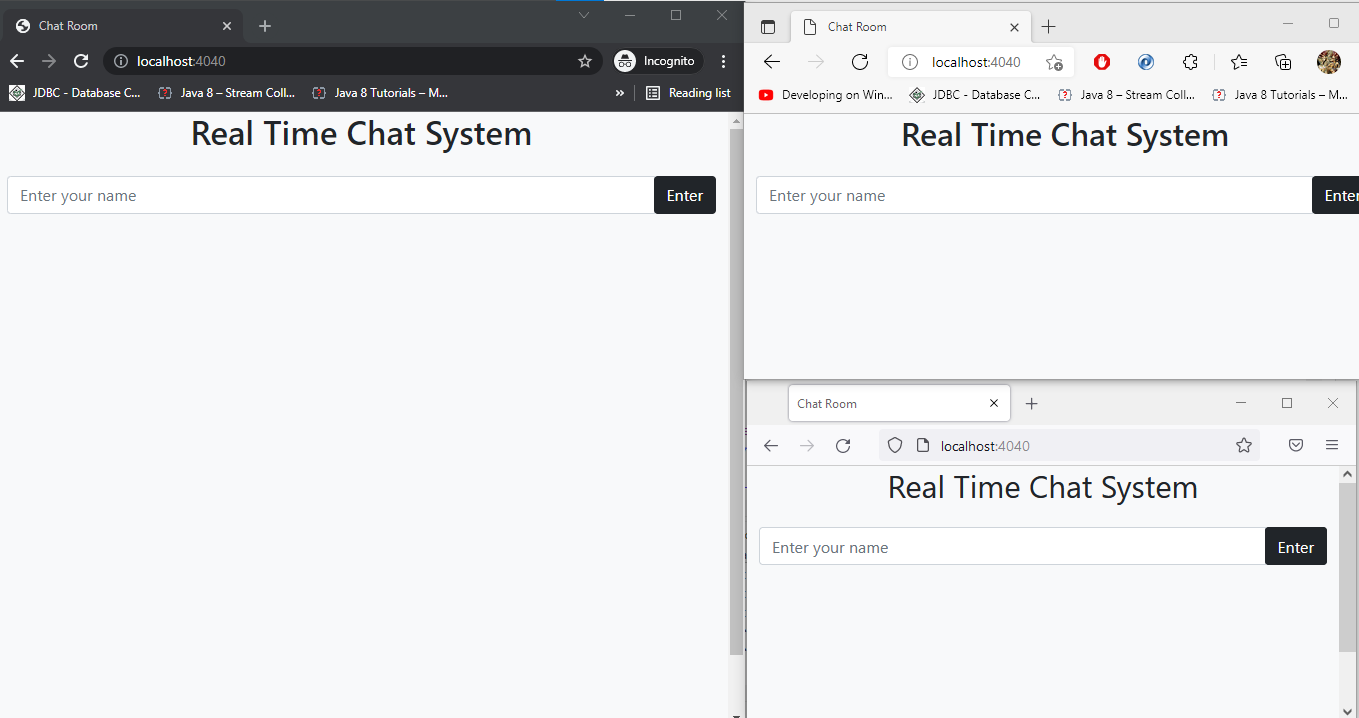 Chat Room
localhost:4040
Incognito
JDBC - Database C... Java 8 – Stream Coll... Java 8 Tutorials – M... » Reading list
Real Time Chat System
Enter your name Enter
Chat Room
localhost:4040
Developing on Win... JDBC - Database C... Java 8 – Stream Coll... Java 8 Tutorials – M...
Real Time Chat System
Enter your name Enter
Chat Room
localhost:4040
Real Time Chat System
Enter your name Enter